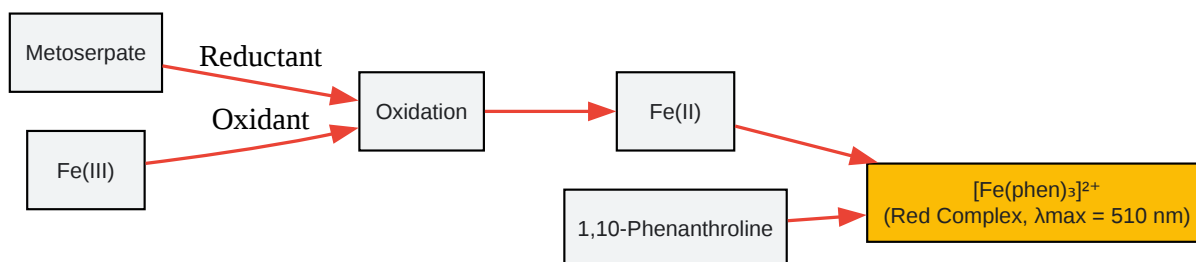 Metoserpate
Reductant
Oxidation
Oxidant
Fe(III)
Fe(II)
1,10-Phenanthroline
[Fe(phen)₃]²⁺
(Red Complex, λmax = 510 nm)